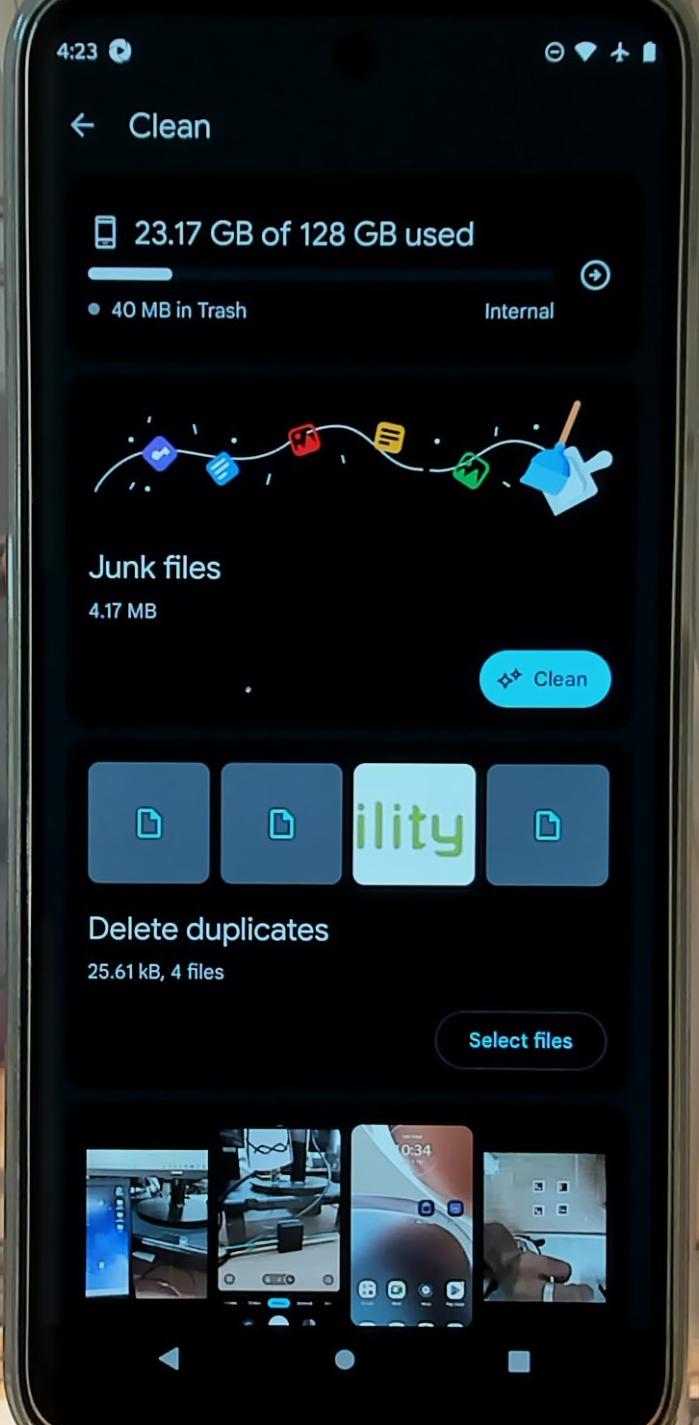 4:23
Clean
23.17 GB of 128 GB used
40 MB in Trash
Internal
Junk files
4.17 MB
Clean
ility
Delete duplicates
25.61 kB, 4 files
Select files
0:34